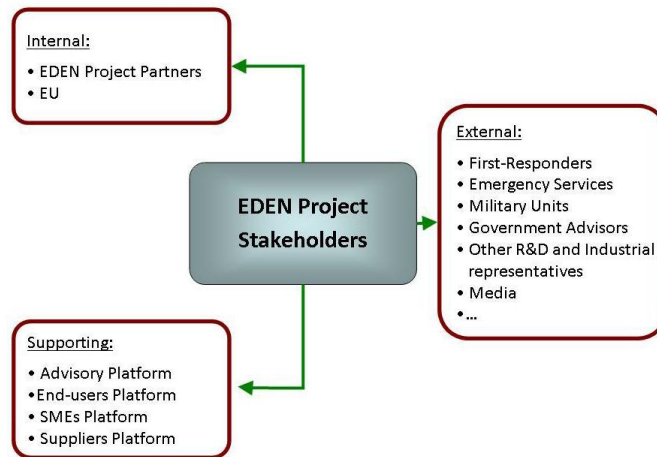 Internal:
• EDEN Project Partners
• EU
EDEN Project
Stakeholders
External:
• First-Responders
• Emergency Services
• Military Units
• Government Advisors
• Other R&D and Industrial
representatives
• Media
•...
Supporting:
• Advisory Platform
•End-users Platform
• SMEs Platform
• Suppliers Platform